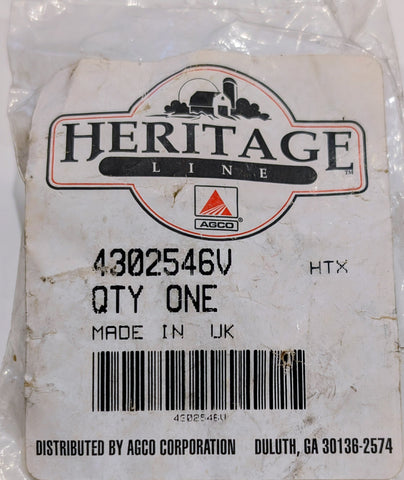 HERITAGE
LINE
TM
AGCO
4302546V HTX
QTY ONE
MADE IN UK
4302546V
DISTRIBUTED BY AGCO CORPORATION DULUTH, GA 30136-2574